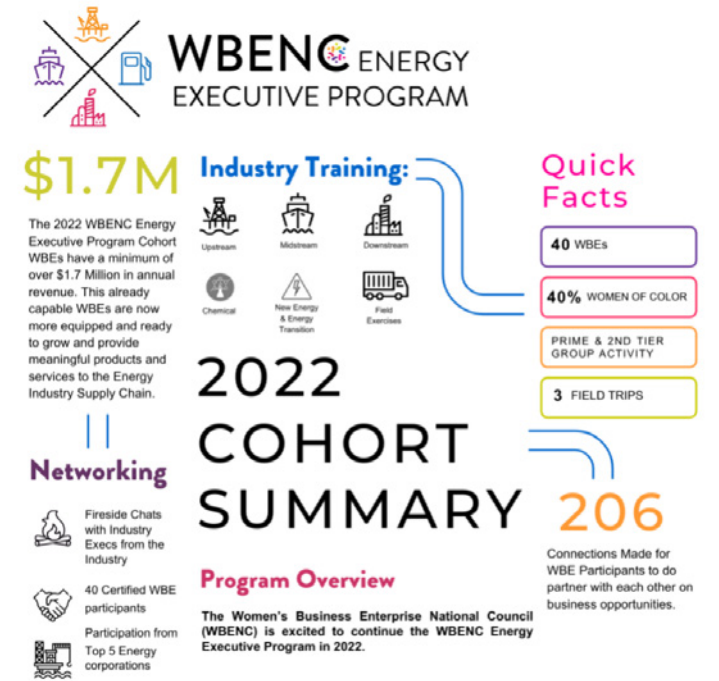 WBENC ENERGY
EXECUTIVE PROGRAM
$1.7M
The 2022 WBENC Energy
Executive Program Cohort
WBEs have a minimum of
over $1.7 Million in annual
revenue. This already
capable WBEs are now
more equipped and ready
to grow and provide
meaningful products and
services to the Energy
Industry Supply Chain.
Networking
Fireside Chats
with Industry
Execs from the
Industry
40 Certified WBE
participants
Participation from
Top 5 Energy
corporations
Industry Training:
Upstream
Midstream
Downstream
Chemical
New Energy
& Energy
Transition
Field
Exercises
2022
COHORT
SUMMARY
Program Overview
The Women's Business Enterprise National Council
(WBENC) is excited to continue the WBENC Energy
Executive Program in 2022.
Quick
Facts
40 WBEs
40% WOMEN OF COLOR
PRIME & 2ND TIER
GROUP ACTIVITY
3 FIELD TRIPS
206
Connections Made for
WBE Participants to do
partner with each other on
business opportunities.